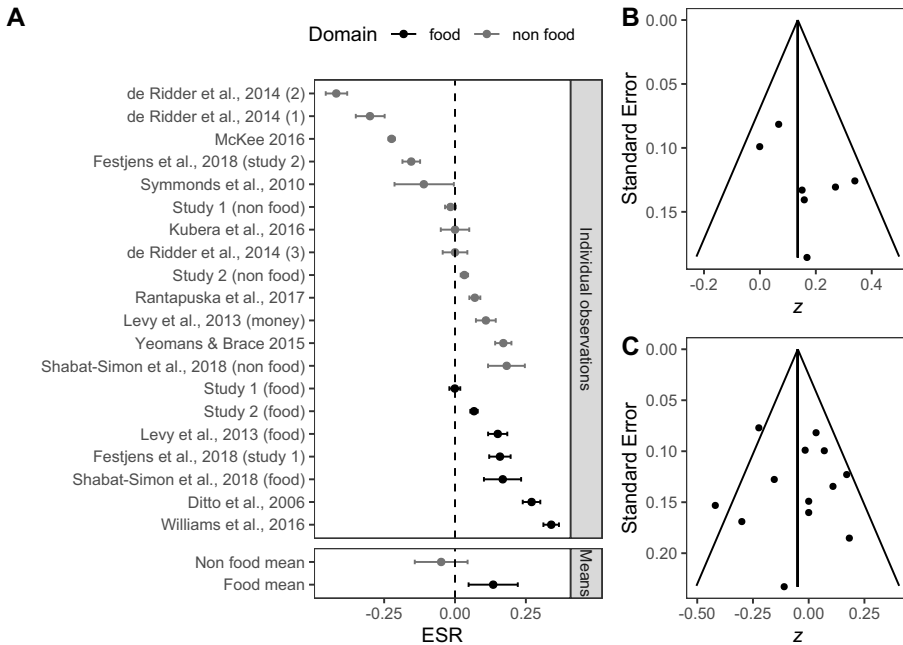 A
Domain food non food
de Ridder et al., 2014 (2)
de Ridder et al., 2014 (1)
McKee 2016
Festjens et al., 2018 (study 2)
Symmonds et al., 2010
Study 1 (non food)
Kubera et al., 2016
de Ridder et al., 2014 (3)
Study 2 (non food)
Rantapuska et al., 2017
Levy et al., 2013 (money)
Yeomans & Brace 2015
Shabat-Simon et al., 2018 (non food)
Study 1 (food)
Study 2 (food)
Levy et al., 2013 (food)
Festjens et al., 2018 (study 1)
Shabat-Simon et al., 2018 (food)
Ditto et al., 2006
Williams et al., 2016
Individual observations
Non food mean
Food mean
Means
-0.25 0.00 0.25
ESR
B
Standard Error
0.00
0.05
0.10
0.15
-0.2 0.0 0.2 0.4
z
C
Standard Error
0.00
0.05
0.10
0.15
0.20
-0.50 -0.25 0.00 0.25
z